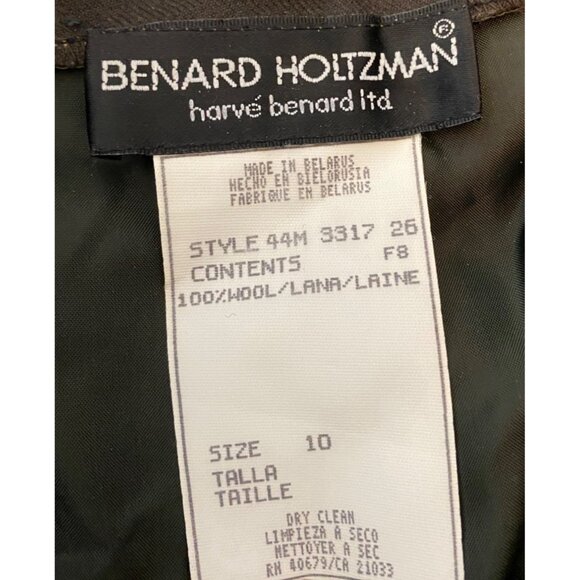 BENARD HOLTZMAN®
harvé benard ltd
MADE IN BELARUS
HECHO EN BIELORUSIA
FABRIQUE EN BELARUS
STYLE 44M 3317 26
CONTENTS F8
100%WOOL/LANA/LAINE
SIZE 10
TALLA
TAILLE
DRY CLEAN
LIMPIEZA A SECO
NETTOYER A SEC
RN 40679/CA 21033